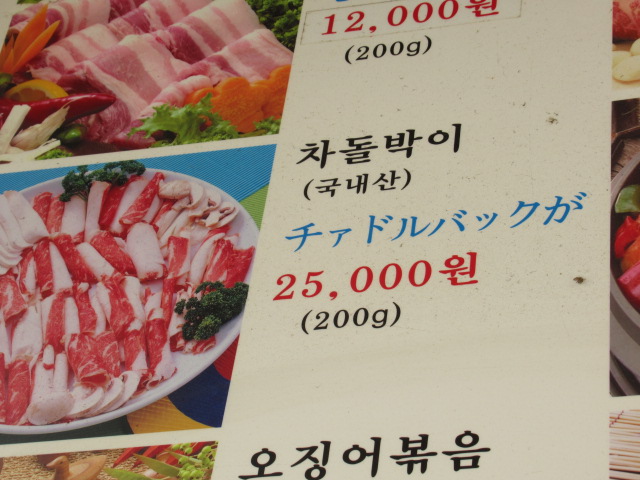 12,000원
(200g)
차돌박이
(국내산)
チァドルバックが
25,000원
(200g)
오징어볶음